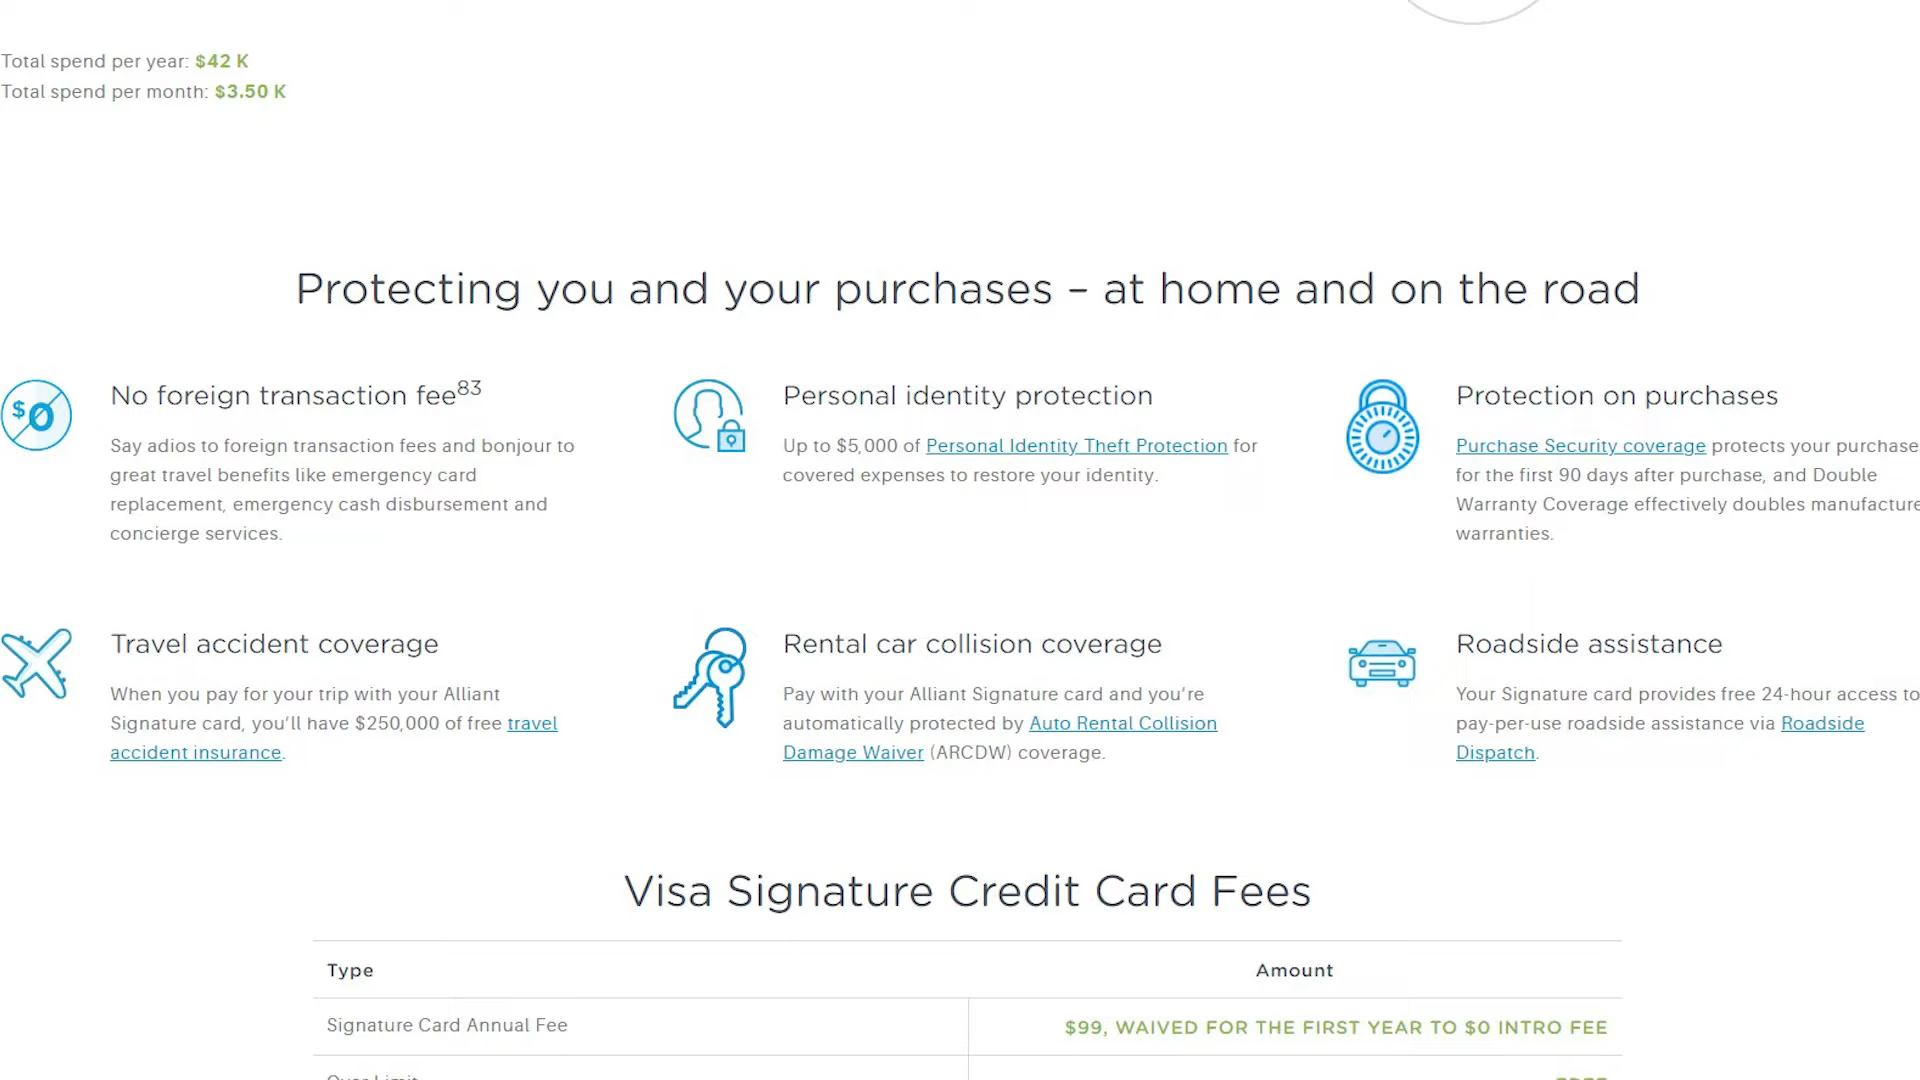 Total spend per year: $42 K
Total spend per month: $3.50 K
Protecting you and your purchases – at home and on the road
$0
No foreign transaction fee83
Say adios to foreign transaction fees and bonjour to
great travel benefits like emergency card
replacement, emergency cash disbursement and
concierge services.
Personal identity protection
Up to $5,000 of Personal Identity Theft Protection for
covered expenses to restore your identity.
Protection on purchases
Purchase Security coverage protects your purchase
for the first 90 days after purchase, and Double
Warranty Coverage effectively doubles manufacture
warranties.
Travel accident coverage
When you pay for your trip with your Alliant
Signature card, you'll have $250,000 of free travel
accident insurance.
Rental car collision coverage
Pay with your Alliant Signature card and you're
automatically protected by Auto Rental Collision
Damage Waiver (ARCDW) coverage.
Roadside assistance
Your Signature card provides free 24-hour access to
pay-per-use roadside assistance via Roadside
Dispatch.
Visa Signature Credit Card Fees
Type Amount
Signature Card Annual Fee $99, WAIVED FOR THE FIRST YEAR TO $0 INTRO FEE